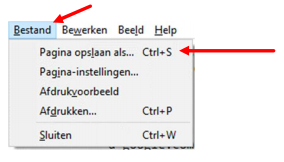 Bestand Bewerken Beeld Help
Pagina opslaan als... Ctrl+S
Pagina-instellingen...
Afdrukvoorbeeld
Afdrukken... Ctrl+P
Sluiten Ctrl+W